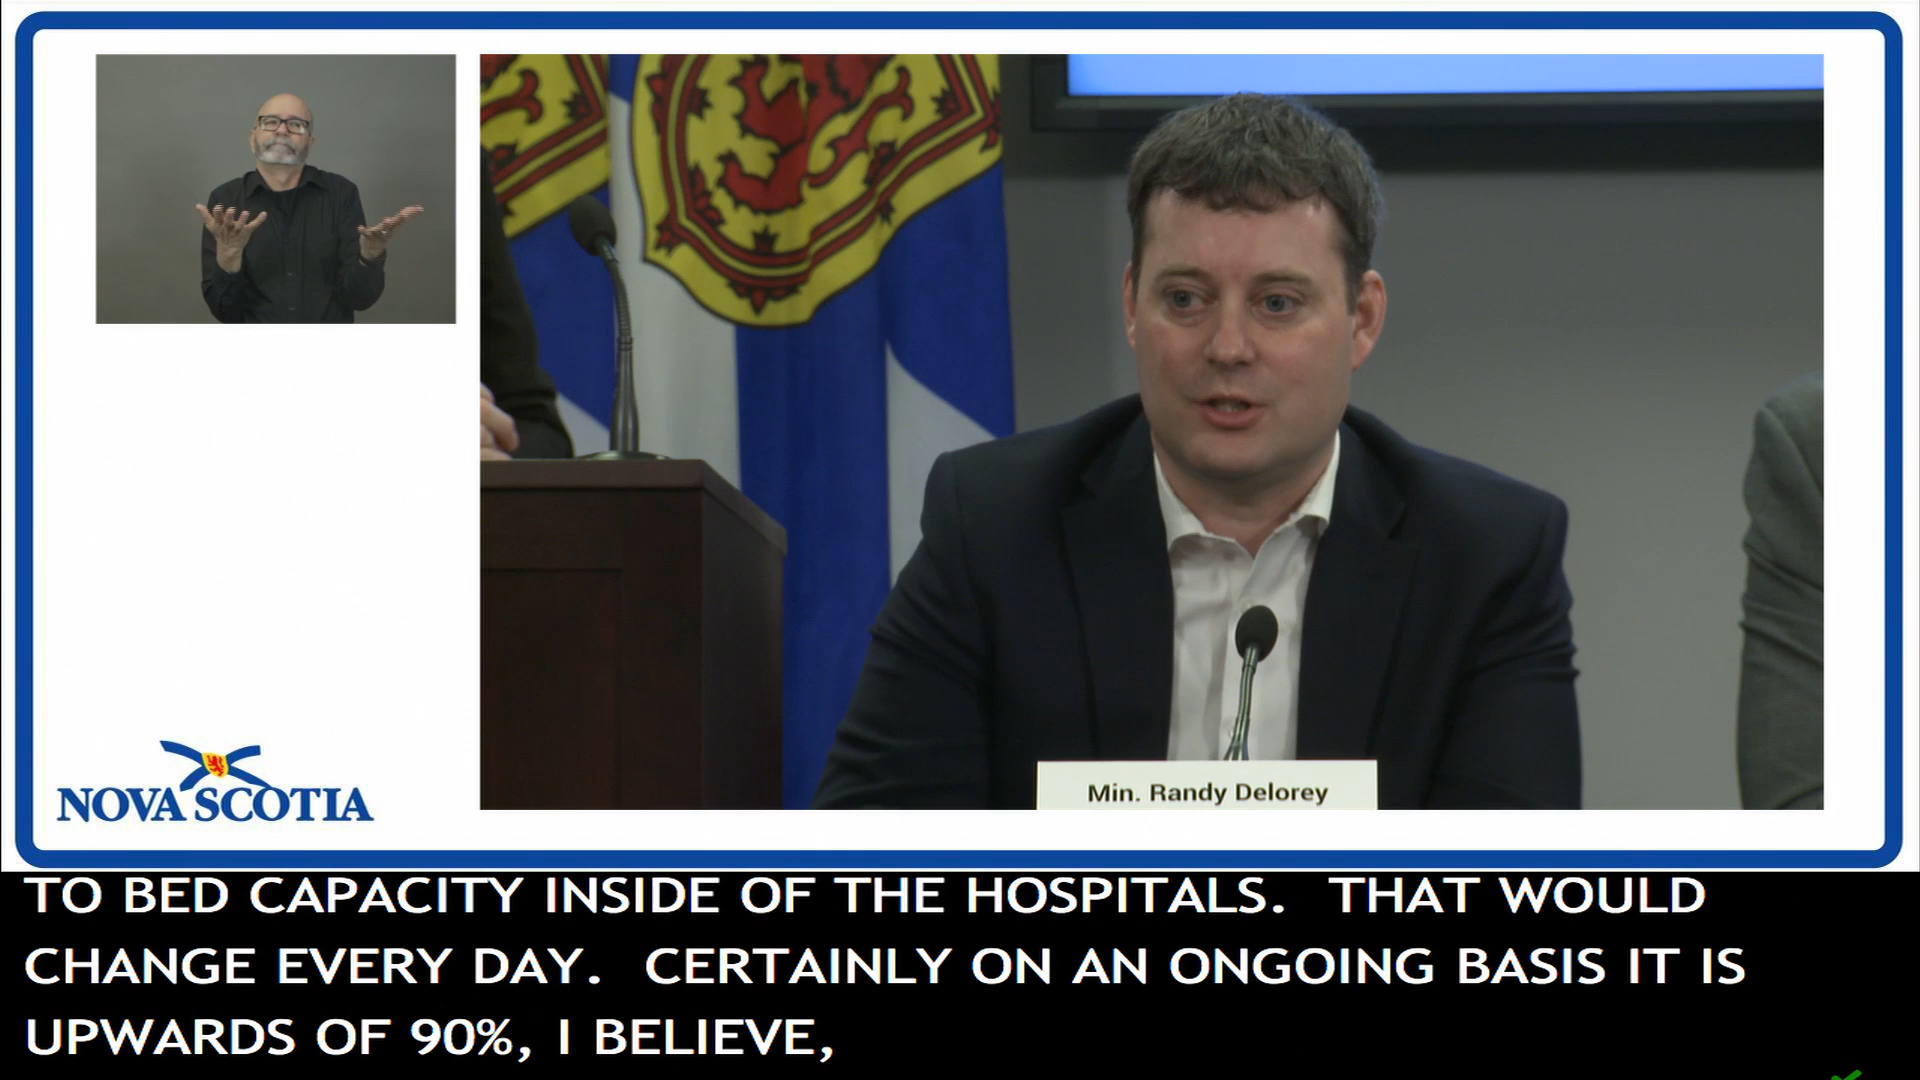 NOVA SCOTIA
Min. Randy Delorey
TO BED CAPACITY INSIDE OF THE HOSPITALS.  THAT WOULD
CHANGE EVERY DAY.  CERTAINLY ON AN ONGOING BASIS IT IS
UPWARDS OF 90%, I BELIEVE,